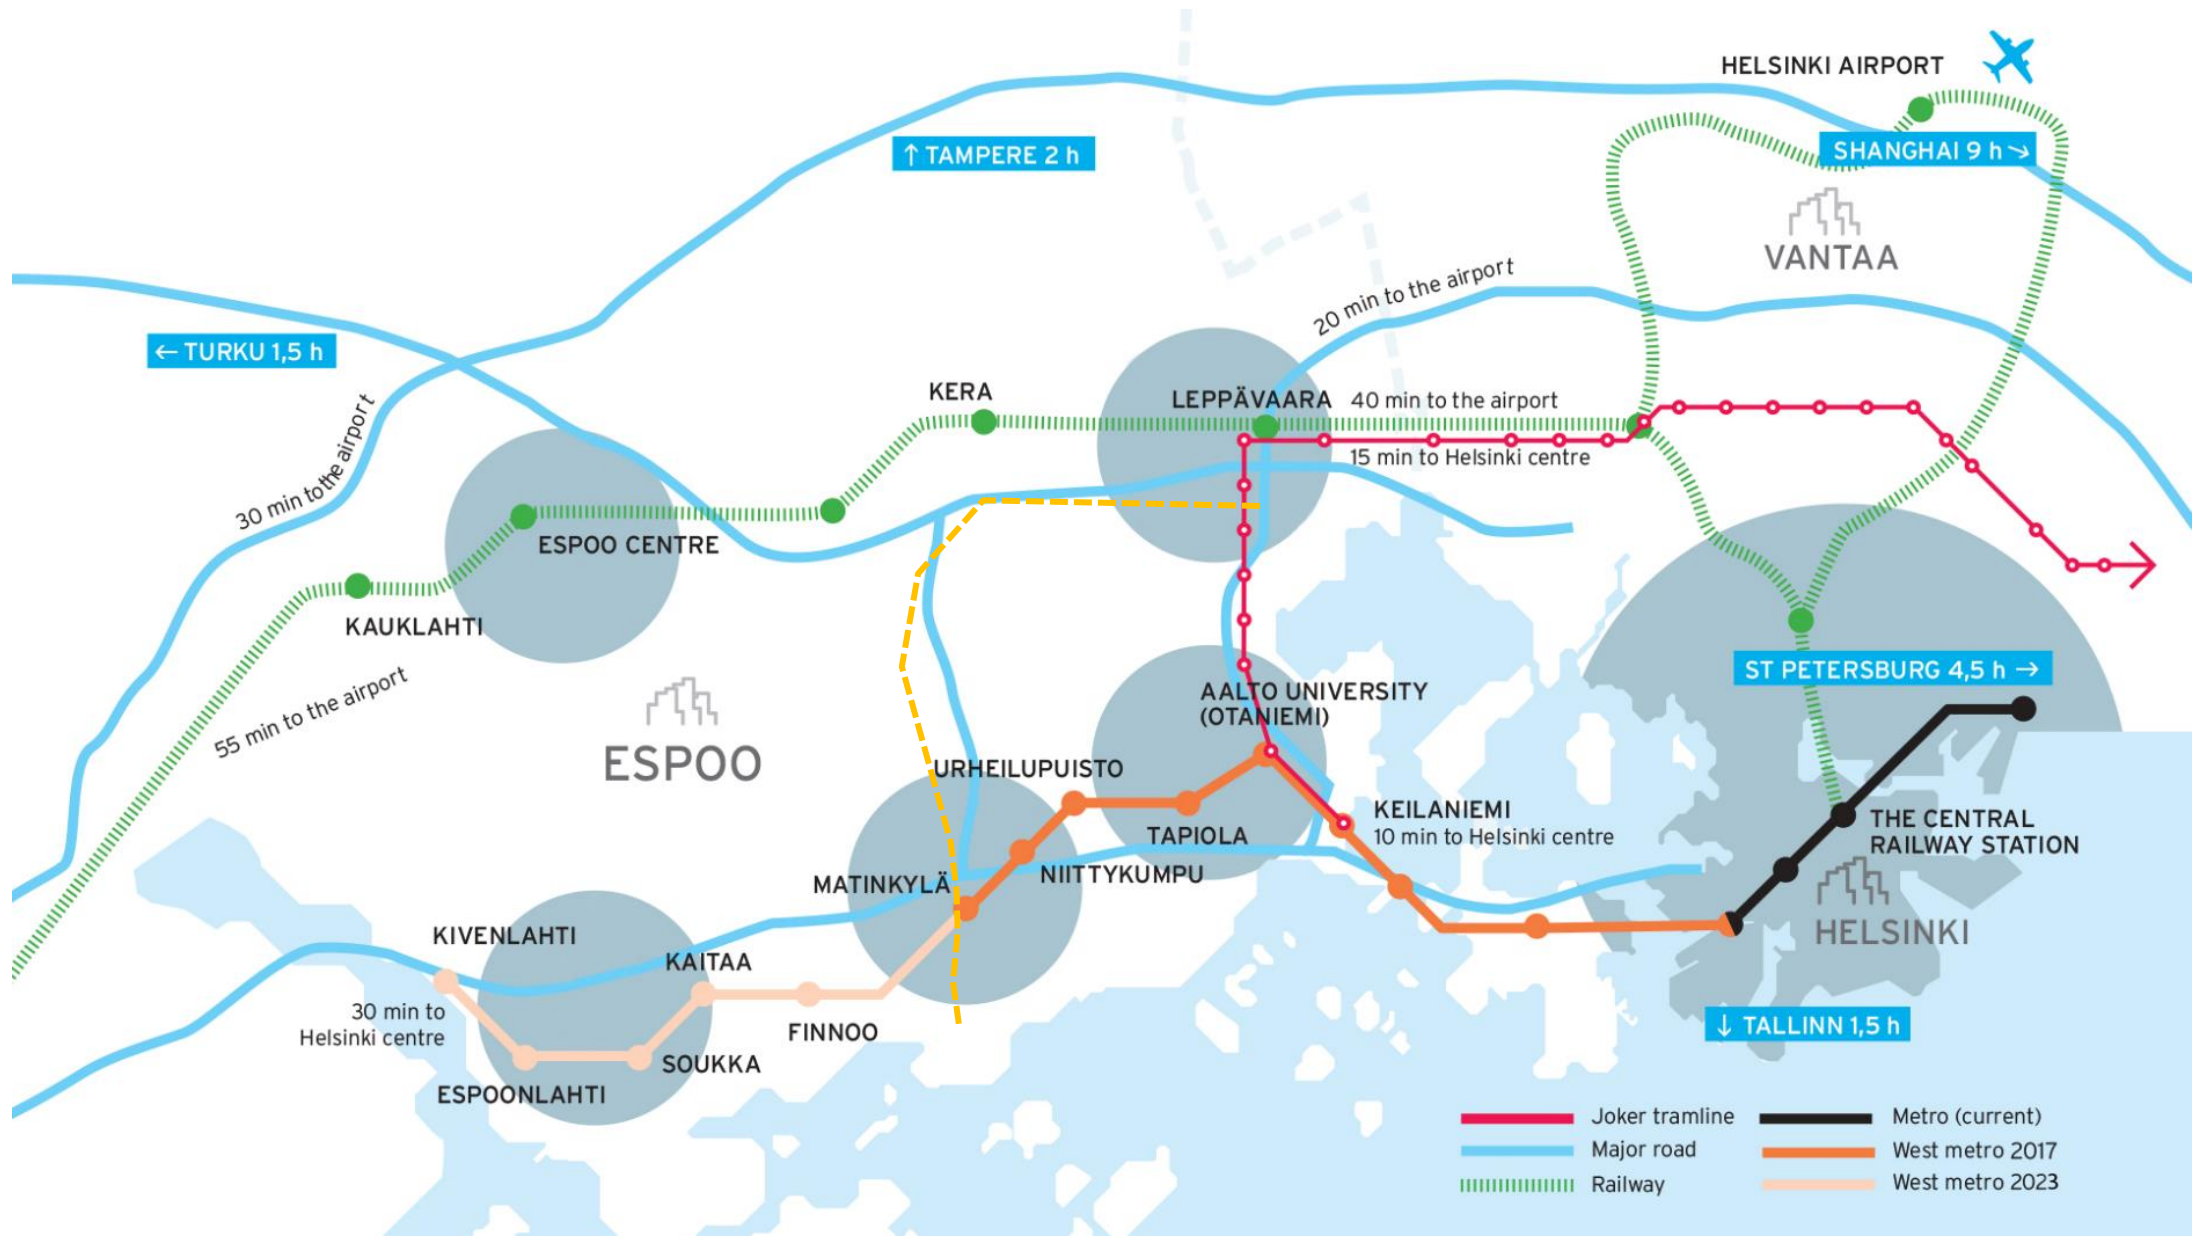 HELSINKI AIRPORT
↑ TAMPERE 2 h
SHANGHAI 9 h →
VANTAA
20 min to the airport
← TURKU 1,5 h
30 min to the airport
KERA
LEPPÄVAARA
40 min to the airport
15 min to Helsinki centre
ESPOO CENTRE
KAUKLAHTI
55 min to the airport
ESPOO
AALTO UNIVERSITY
(OTANIEMI)
ST PETERSBURG 4,5 h →
URHEILUPUISTO
TAPIOLA
KEILANIEMI
10 min to Helsinki centre
THE CENTRAL
RAILWAY STATION
MATINKYLÄ
NIITTYKUMPU
HELSINKI
KIVENLAHTI
KAITAA
30 min to
Helsinki centre
FINNOO
SOUKKA
ESPOONLAHTI
↓ TALLINN 1,5 h
Joker tramline
Major road
Railway
Metro (current)
West metro 2017
West metro 2023